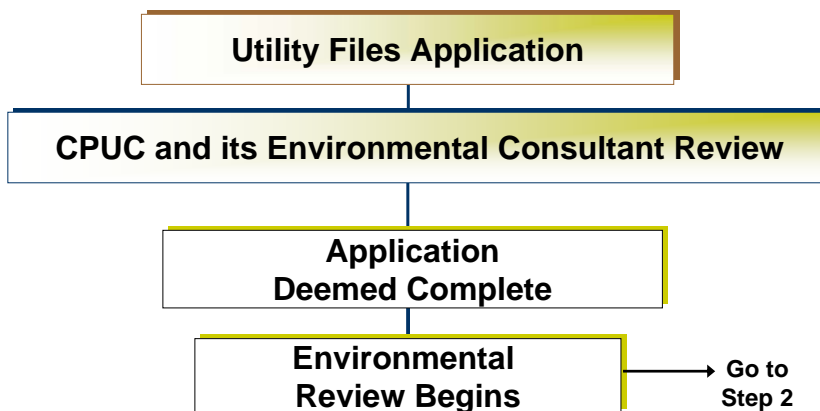 Utility Files Application
CPUC and its Environmental Consultant Review
Application
Deemed Complete
Environmental
Review Begins
Go to
Step 2